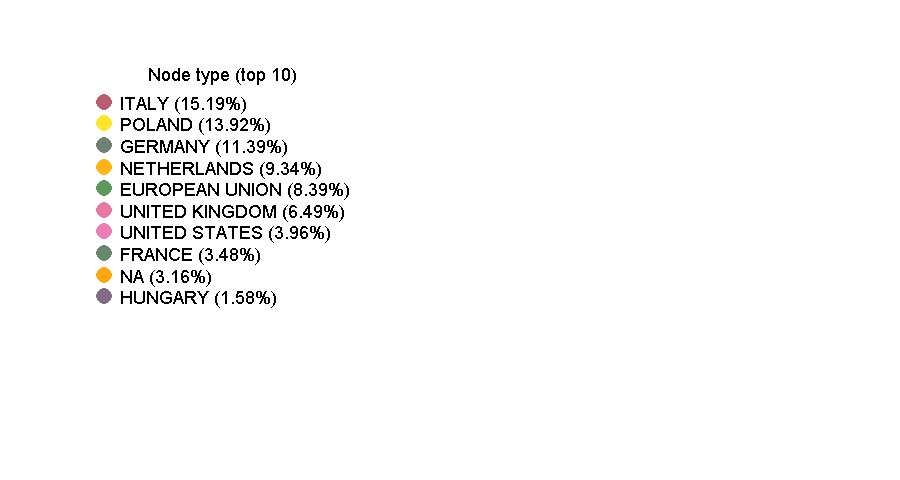 Node type (top 10)
ITALY (15.19%)
POLAND (13.92%)
GERMANY (11.39%)
NETHERLANDS (9.34%)
EUROPEAN UNION (8.39%)
UNITED KINGDOM (6.49%)
UNITED STATES (3.96%)
FRANCE (3.48%)
NA (3.16%)
HUNGARY (1.58%)